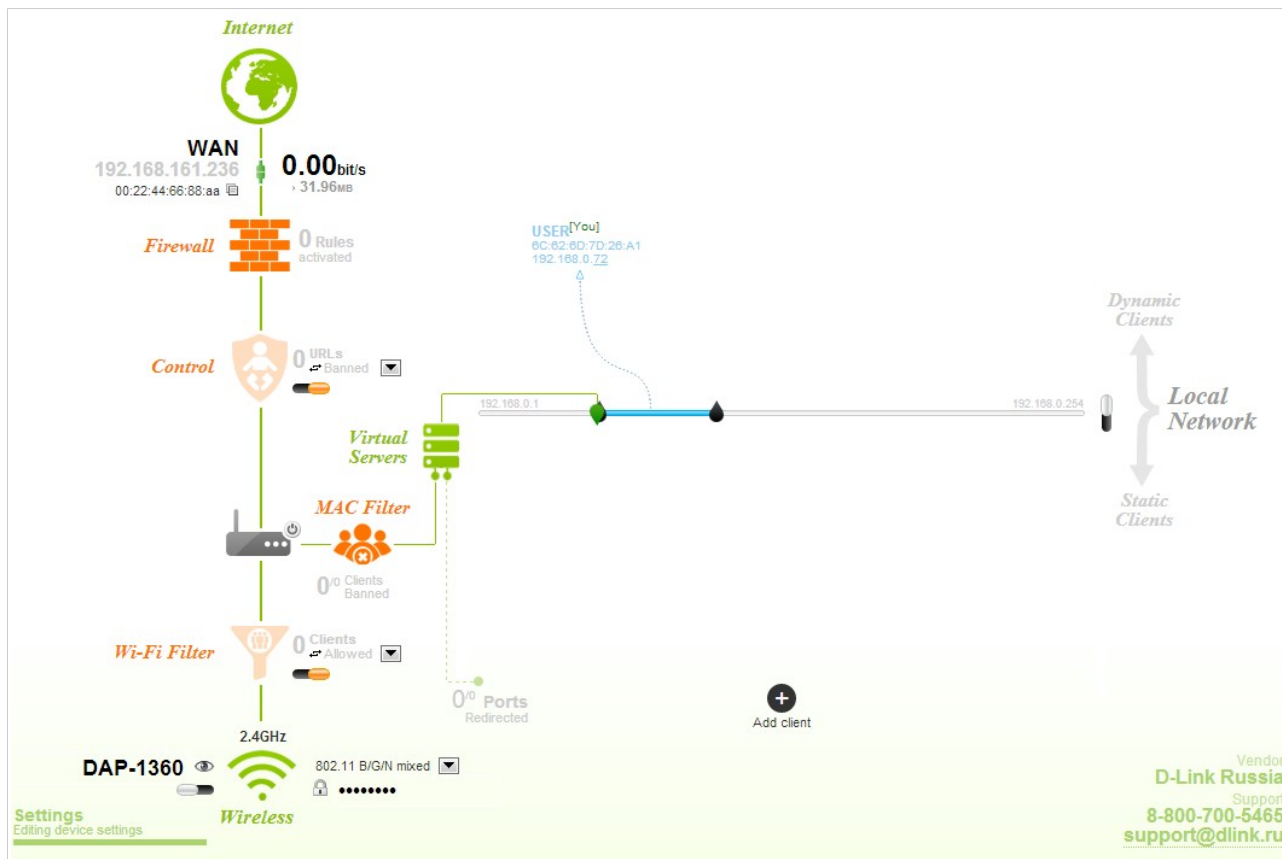 Internet
WAN
192.168.161.236
00:22:44:66:88:aa
0.00bit/s
› 31.96MB
Firewall
0 Rules
activated
USER[You]
6C:62:6D:7D:26:A1
192.168.0.72
Dynamic
Clients
Control
0 URLs
Banned
192.168.0.1
192.168.0.254
Local
Network
Virtual
Servers
Static
Clients
MAC Filter
0/0 Clients
Banned
Wi-Fi Filter
0 Clients
Allowed
0/0 Ports
Redirected
Add client
2.4GHz
DAP-1360
802.11 B/G/N mixed
••••••••
Wireless
Settings
Editing device settings
Vendor
D-Link Russia
Support
8-800-700-5465
support@dlink.ru